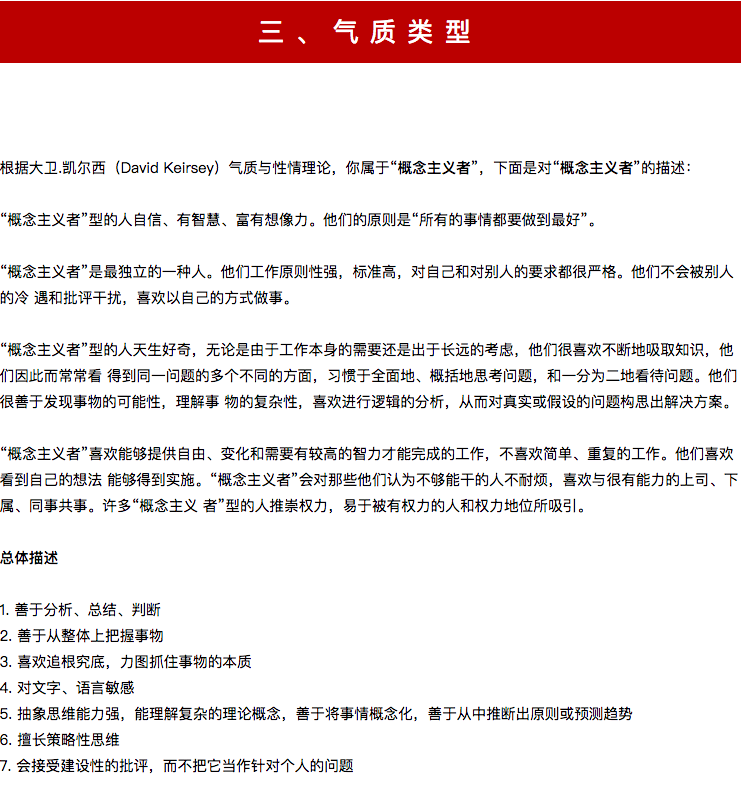 三、气质类型
根据大卫.凯尔西（David Keirsey）气质与性情理论，你属于“概念主义者”，下面是对“概念主义者”的描述：
“概念主义者”型的人自信、有智慧、富有想像力。他们的原则是“所有的事情都要做到最好”。
“概念主义者”是最独立的一种人。他们工作原则性强，标准高，对自己和对别人的要求都很严格。他们不会被别人
的冷 遇和批评干扰，喜欢以自己的方式做事。
“概念主义者”型的人天生好奇，无论是由于工作本身的需要还是出于长远的考虑，他们很喜欢不断地吸取知识，他
们因此而常常看 得到同一问题的多个不同的方面，习惯于全面地、概括地思考问题，和一分为二地看待问题。他们
很善于发现事物的可能性，理解事 物的复杂性，喜欢进行逻辑的分析，从而对真实或假设的问题构思出解决方案。
“概念主义者”喜欢能够提供自由、变化和需要有较高的智力才能完成的工作，不喜欢简单、重复的工作。他们喜欢
看到自己的想法 能够得到实施。“概念主义者”会对那些他们认为不够能干的人不耐烦，喜欢与很有能力的上司、下
属、同事共事。许多“概念主义 者”型的人推崇权力，易于被有权力的人和权力地位所吸引。
总体描述
1. 善于分析、总结、判断
2. 善于从整体上把握事物
3. 喜欢追根究底，力图抓住事物的本质
4. 对文字、语言敏感
5. 抽象思维能力强，能理解复杂的理论概念，善于将事情概念化，善于从中推断出原则或预测趋势
6. 擅长策略性思维
7. 会接受建设性的批评，而不把它当作针对个人的问题